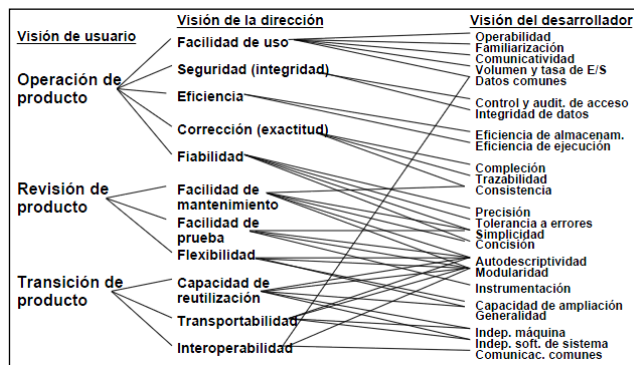 Visión de usuario
Operación de
producto
Revisión de
producto
Transición de
producto
Visión de la dirección
Facilidad de uso
Seguridad (integridad)
Eficiencia
Corrección (exactitud)
Fiabilidad
Facilidad de
mantenimiento
Facilidad de
prueba
Flexibilidad
Capacidad de
reutilización
Transportabilidad
Interoperabilidad
Visión del desarrollador
Operabilidad
Familiarización
Comunicatividad
Volumen y tasa de E/S
Datos comunes
Control y audit. de acceso
Integridad de datos
Eficiencia de almacenam.
Eficiencia de ejecución
Compleción
Trazabilidad
Consistencia
Precisión
Tolerancia a errores
Simplicidad
Concisión
Autodescriptividad
Modularidad
Instrumentación
Capacidad de ampliación
Generalidad
Indep. máquina
Indep. soft. de sistema
Comunicac. comunes